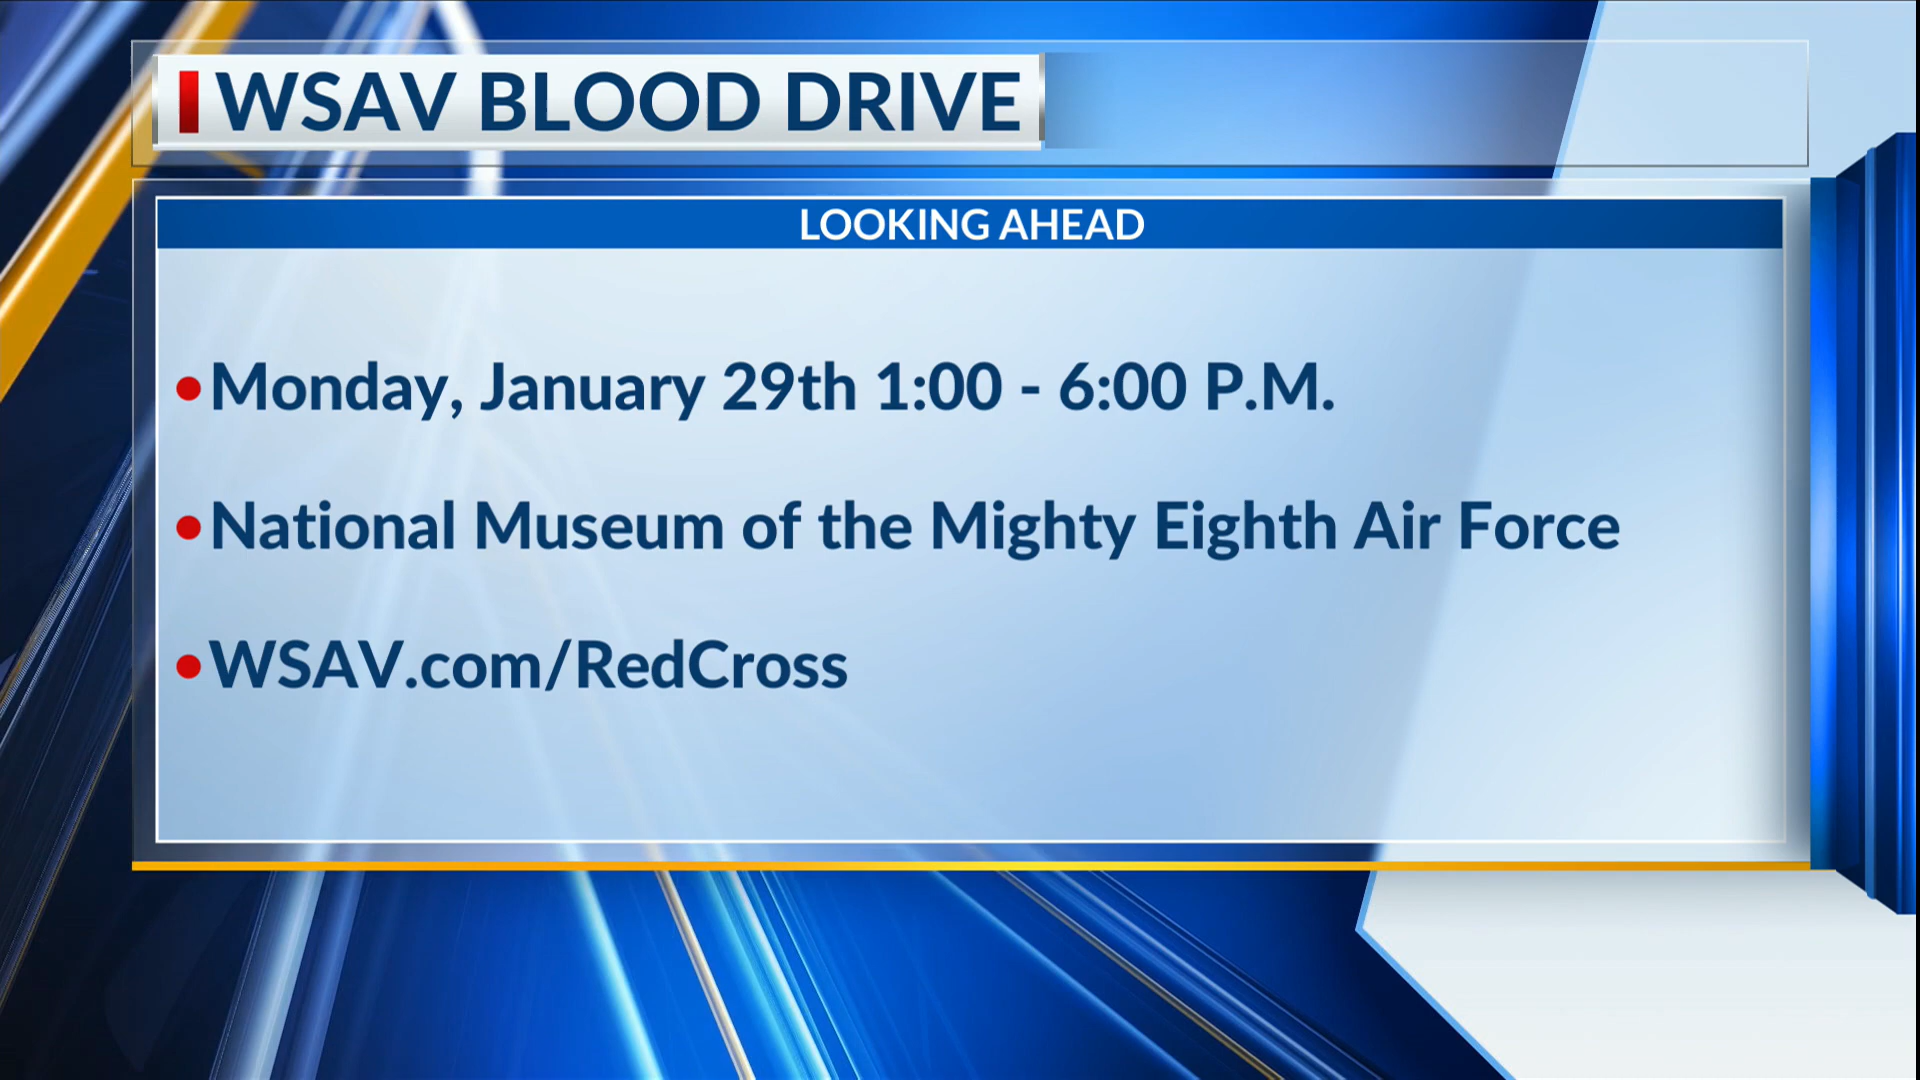 WSAV BLOOD DRIVE
LOOKING AHEAD
•Monday, January 29th 1:00 - 6:00 P.M.
•National Museum of the Mighty Eighth Air Force
•WSAV.com/RedCross